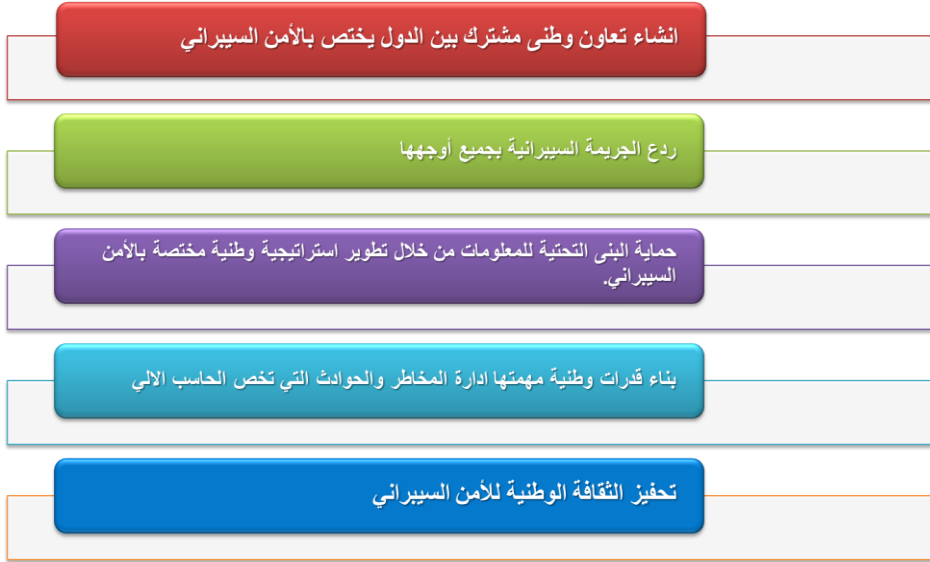 انشاء تعاون وطنى مشترك بين الدول يختص بالأمن السيبراني
ردع الجريمة السيبرانية بجميع أوجهها
حماية البنى التحتية للمعلومات من خلال تطوير استراتيجية وطنية مختصة بالأمن
السيبراني.
بناء قدرات وطنية مهمتها ادارة المخاطر والحوادث التي تخص الحاسب الالي
تحفيز الثقافة الوطنية للأمن السيبراني